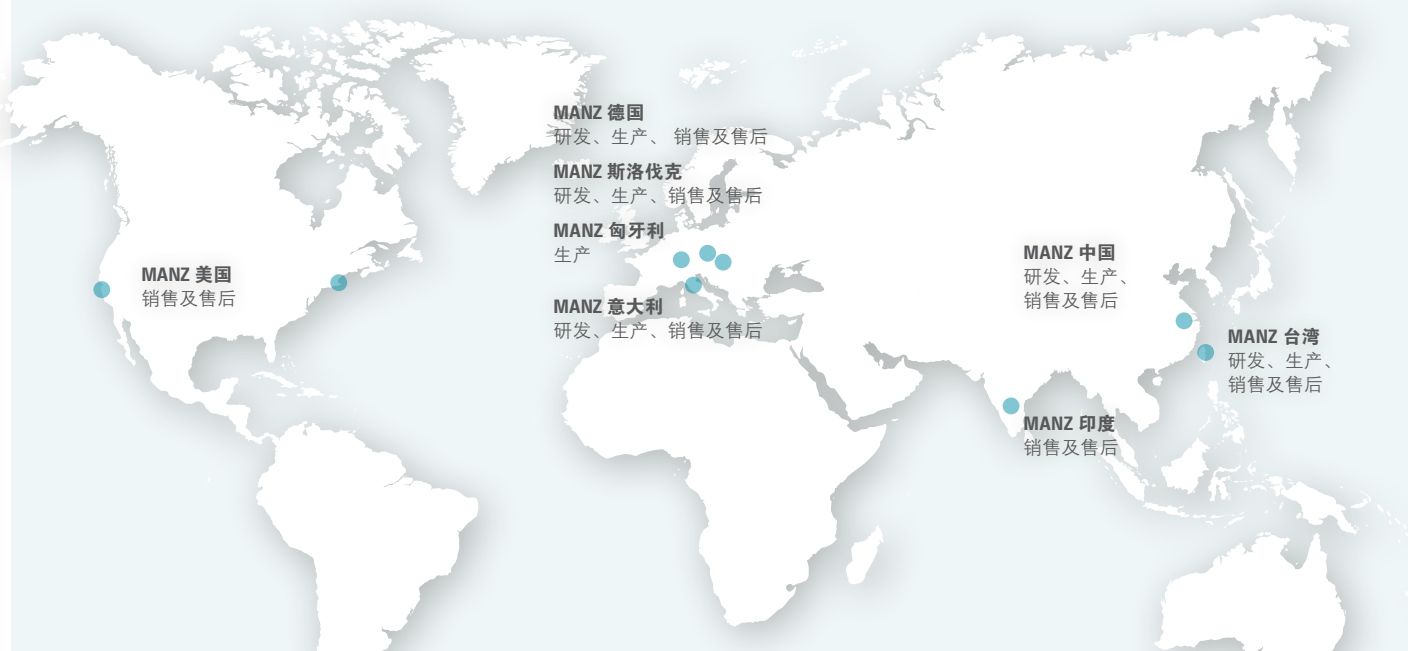 MANZ 德国
研发、生产、 销售及售后
MANZ 斯洛伐克
研发、生产、销售及售后
MANZ 匈牙利
生产
MANZ 意大利
研发、生产、销售及售后
MANZ 美国
销售及售后
MANZ 中国
研发、生产、
销售及售后
MANZ 台湾
研发、生产、
销售及售后
MANZ 印度
销售及售后